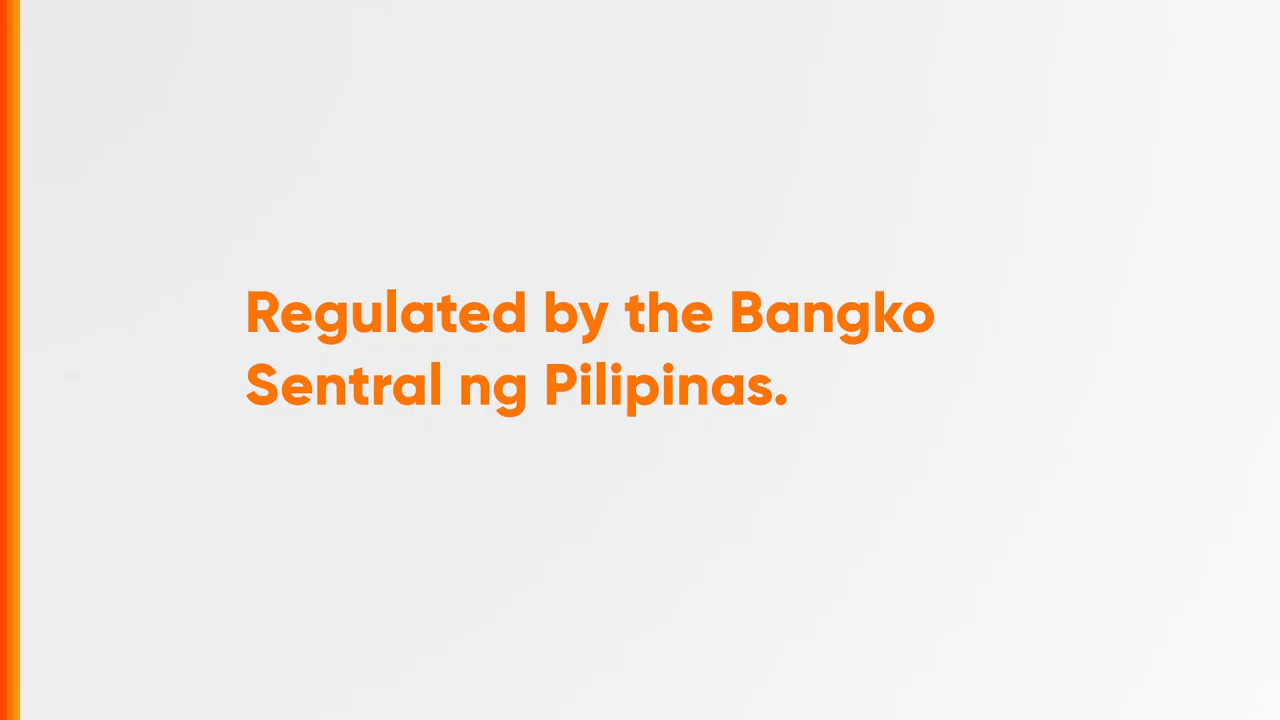 Regulated by the Bangko
Sentral ng Pilipinas.